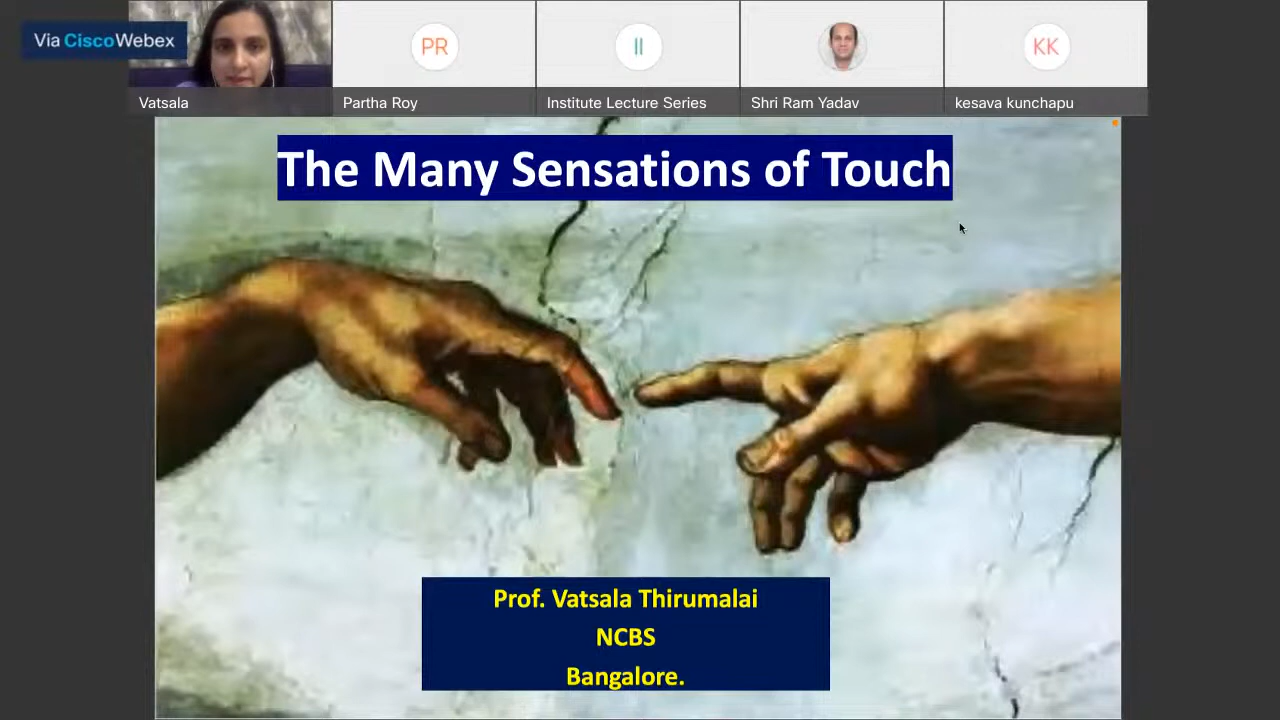 Via CiscoWebex
PR
II
KK
Vatsala
Partha Roy
Institute Lecture Series
Shri Ram Yadav
kesava kunchapu
The Many Sensations of Touch
Prof. Vatsala Thirumalai
NCBS
Bangalore.